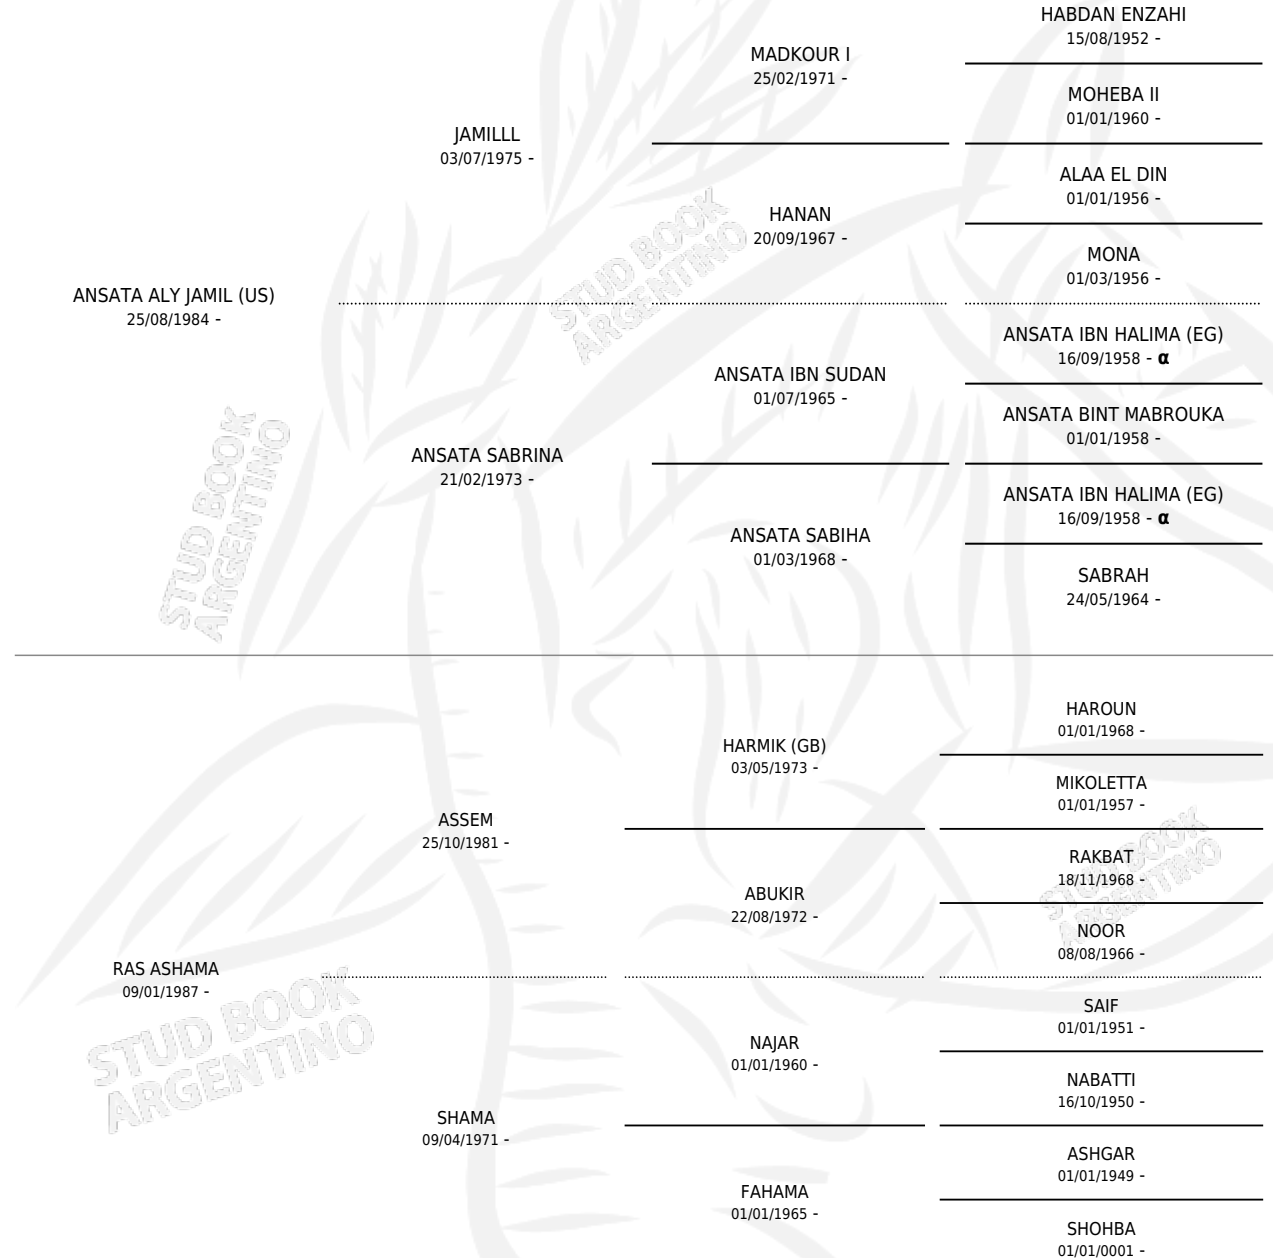 HABDAN ENZAHI
15/08/1952 -
MADKOUR I
25/02/1971 -
MOHEBA II
01/01/1960 -
JAMILLL
03/07/1975 -
ALAA EL DIN
01/01/1956 -
HANAN
20/09/1967 -
MONA
01/03/1956 -
ANSATA ALY JAMIL (US)
25/08/1984 -
ANSATA IBN HALIMA (EG)
16/09/1958 - α
ANSATA IBN SUDAN
01/07/1965 -
ANSATA BINT MABROUKA
01/01/1958 -
ANSATA SABRINA
21/02/1973 -
ANSATA IBN HALIMA (EG)
16/09/1958 - α
ANSATA SABIHA
01/03/1968 -
SABRAH
24/05/1964 -
HAROUN
01/01/1968 -
HARMIK (GB)
03/05/1973 -
MIKOLETTA
01/01/1957 -
ASSEM
25/10/1981 -
RAKBAT
18/11/1968 -
ABUKIR
22/08/1972 -
NOOR
08/08/1966 -
RAS ASHAMA
09/01/1987 -
SAIF
01/01/1951 -
NAJAR
01/01/1960 -
NABATTI
16/10/1950 -
SHAMA
09/04/1971 -
ASHGAR
01/01/1949 -
FAHAMA
01/01/1965 -
SHOHBA
01/01/0001 -
STUD BOOK
ARGENTINO
STUD BOOK
ARGENTINO
STUD BOOK
ARGENTINO
STUD BOOK
ARGENTINO